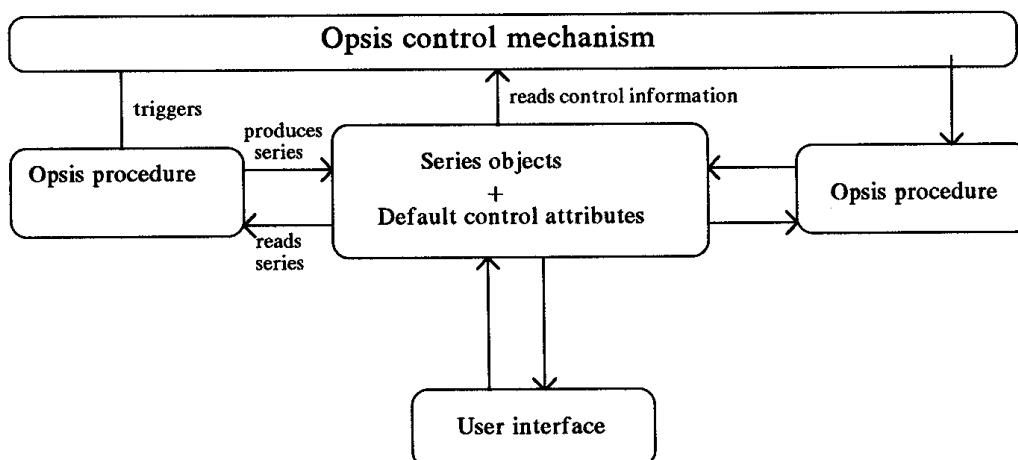 Opsis control mechanism
triggers
reads control information
produces
series
Opsis procedure
Series objects
+
Default control attributes
Opsis procedure
reads
series
User interface